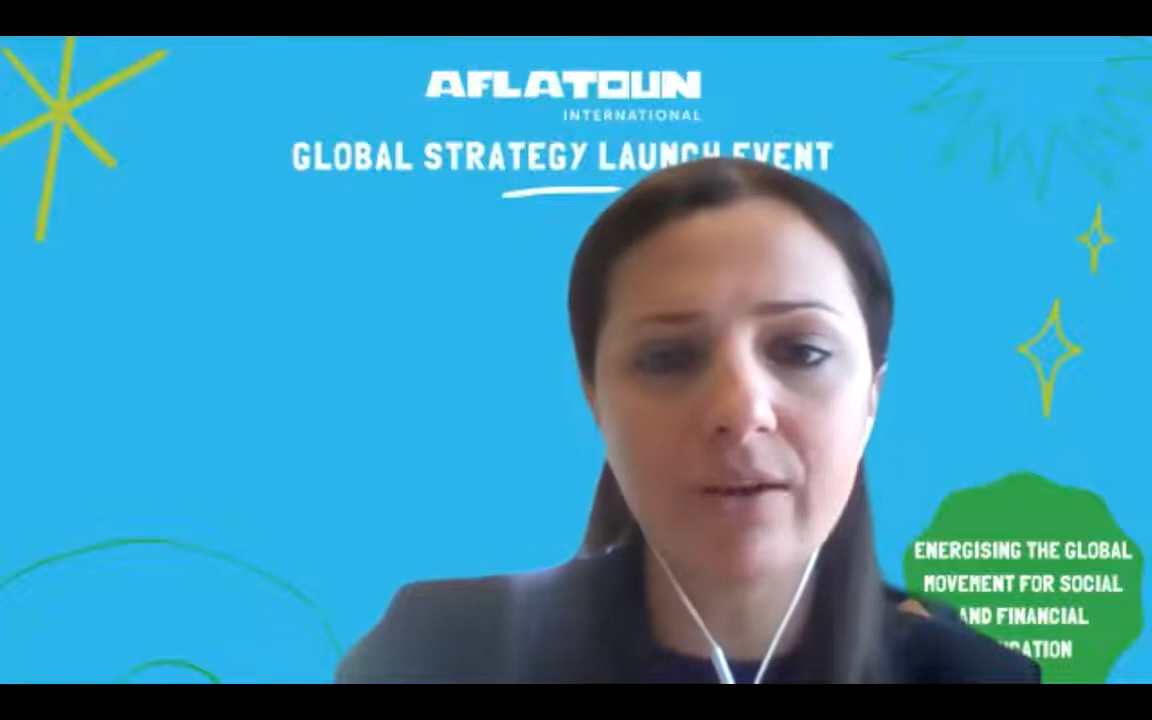 AFLATOUN
INTERNATIONAL
GLOBAL STRATEGY LAUNCH EVENT
ENERGISING THE GLOBAL
MOVEMENT FOR SOCIAL
AND FINANCIAL